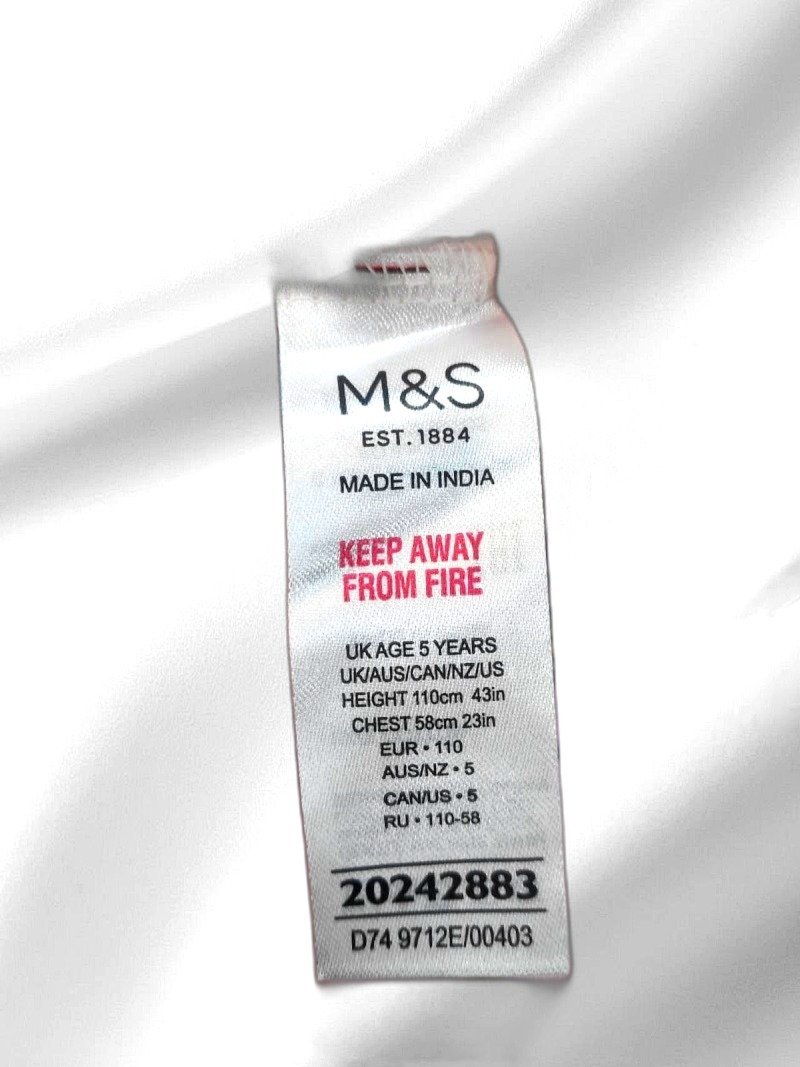 M&S
EST. 1884
MADE IN INDIA
KEEP AWAY
FROM FIRE
UK AGE 5 YEARS
UK/AUS/CAN/NZ/US
HEIGHT 110cm 43in
CHEST 58cm 23in
EUR • 110
AUS/NZ • 5
CAN/US • 5
RU • 110-58
20242883
D74 9712E/00403